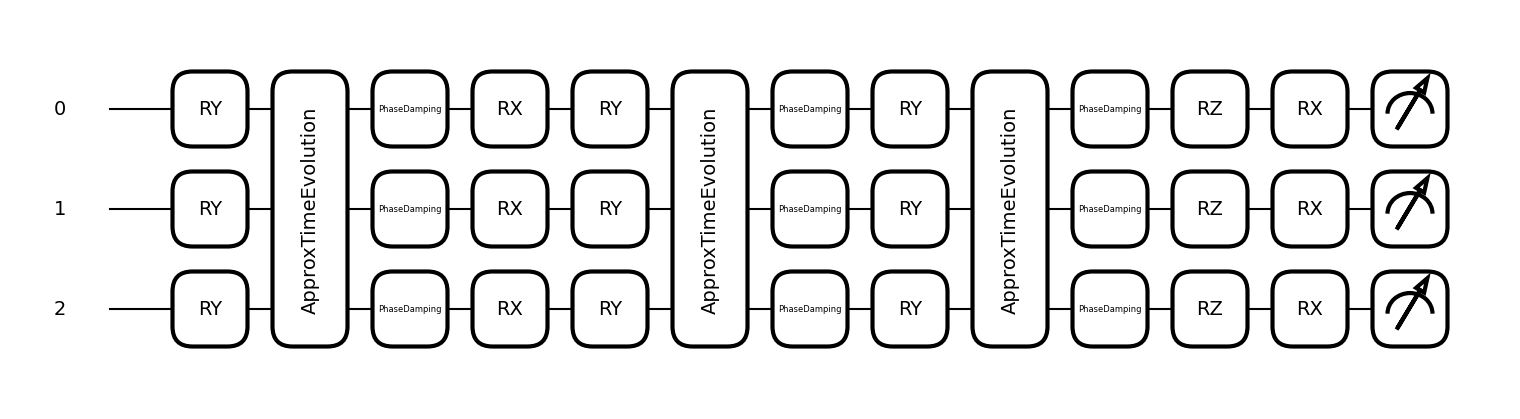 0 RY ApproxTimeEvolution PhaseDamping RX RY ApproxTimeEvolution PhaseDamping RY ApproxTimeEvolution PhaseDamping RZ RX
1 RY PhaseDamping RX RY PhaseDamping RY PhaseDamping RZ RX
2 RY PhaseDamping RX RY PhaseDamping RY PhaseDamping RZ RX